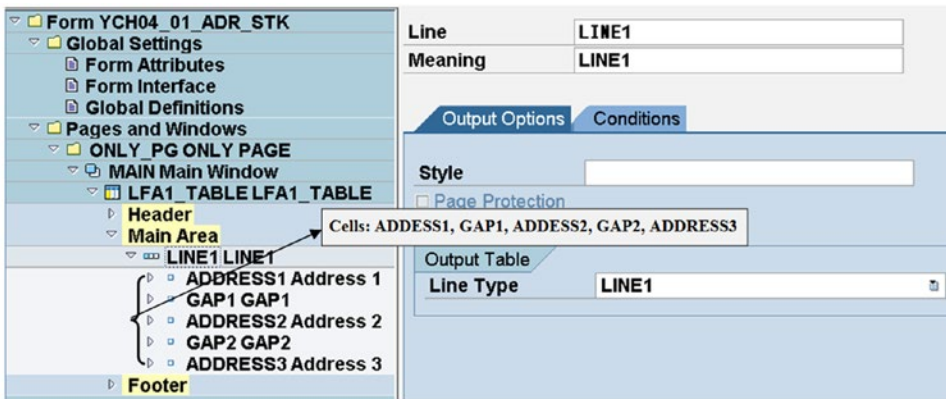 Form YCH04_01_ADR_STK
Global Settings
Form Attributes
Form Interface
Global Definitions
Pages and Windows
ONLY_PG ONLY PAGE
MAIN Main Window
LFA1_TABLE LFA1_TABLE
Header
Main Area
LINE1 LINE1
ADDRESS1 Address 1
GAP1 GAP1
ADDRESS2 Address 2
GAP2 GAP2
ADDRESS3 Address 3
Footer
Line LINE1
Meaning LINE1
Output Options Conditions
Style
Page Protection
Cells: ADDESS1, GAP1, ADDESS2, GAP2, ADDRESS3
Output Table
Line Type LINE1